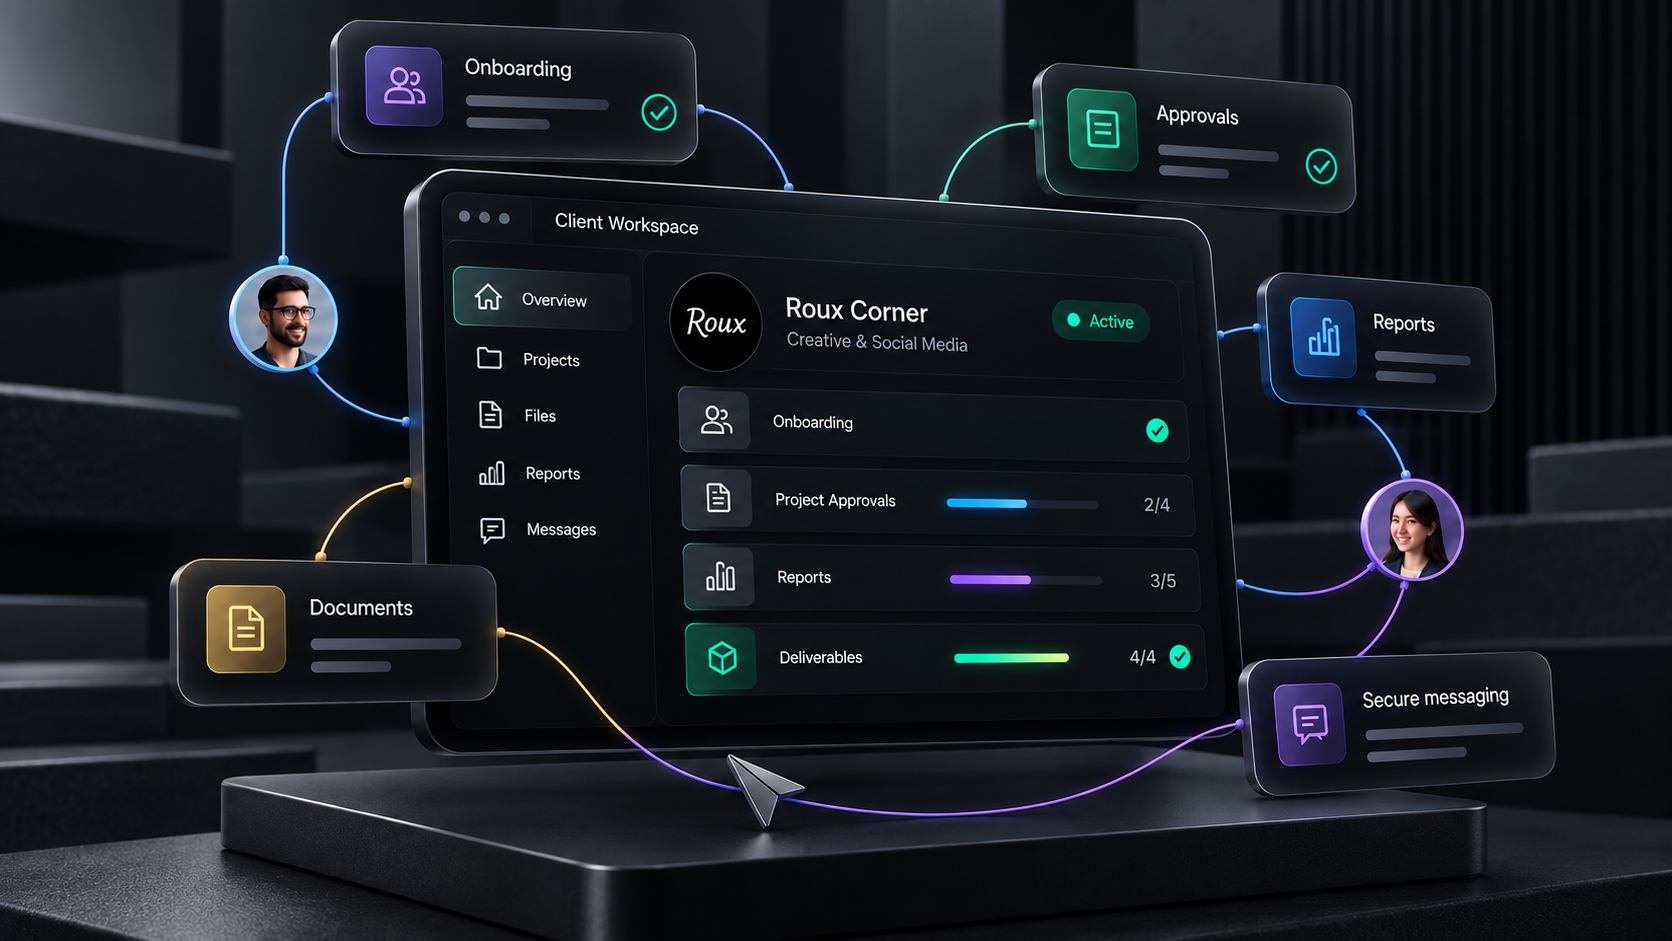 Onboarding
Approvals
Client Workspace
Overview
Projects
Files
Reports
Messages
Roux
Roux Corner
Creative & Social Media
Active
Onboarding
Project Approvals
2/4
Reports
3/5
Deliverables
4/4
Reports
Documents
Secure messaging